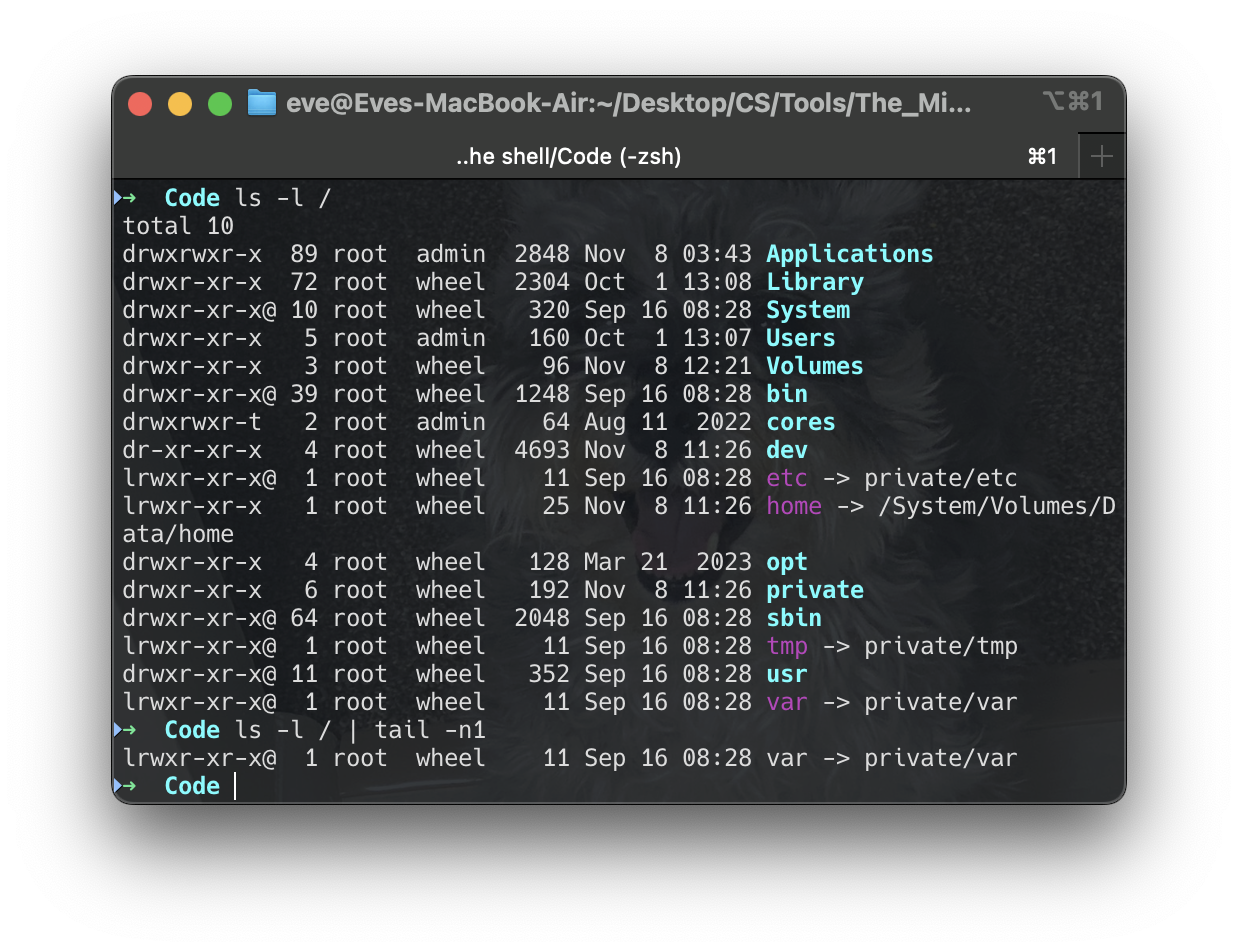 eve@Eves-MacBook-Air:~/Desktop/CS/Tools/The_Mi... ⌥⌘1
..he shell/Code (-zsh) ⌘1
➜  Code ls -l /
total 10
drwxrwxr-x  89 root  admin  2848 Nov  8 03:43 Applications
drwxr-xr-x  72 root  wheel  2304 Oct  1 13:08 Library
drwxr-xr-x@ 10 root  wheel   320 Sep 16 08:28 System
drwxr-xr-x   5 root  admin   160 Oct  1 13:07 Users
drwxr-xr-x   3 root  wheel    96 Nov  8 12:21 Volumes
drwxr-xr-x@ 39 root  wheel  1248 Sep 16 08:28 bin
drwxrwxr-t   2 root  admin    64 Aug 11  2022 cores
dr-xr-xr-x   4 root  wheel  4693 Nov  8 11:26 dev
lrwxr-xr-x@  1 root  wheel    11 Sep 16 08:28 etc -> private/etc
lrwxr-xr-x   1 root  wheel    25 Nov  8 11:26 home -> /System/Volumes/D
ata/home
drwxr-xr-x   4 root  wheel   128 Mar 21  2023 opt
drwxr-xr-x   6 root  wheel   192 Nov  8 11:26 private
drwxr-xr-x@ 64 root  wheel  2048 Sep 16 08:28 sbin
lrwxr-xr-x@  1 root  wheel    11 Sep 16 08:28 tmp -> private/tmp
drwxr-xr-x@ 11 root  wheel   352 Sep 16 08:28 usr
lrwxr-xr-x@  1 root  wheel    11 Sep 16 08:28 var -> private/var
➜  Code ls -l / | tail -n1
lrwxr-xr-x@  1 root  wheel    11 Sep 16 08:28 var -> private/var
➜  Code